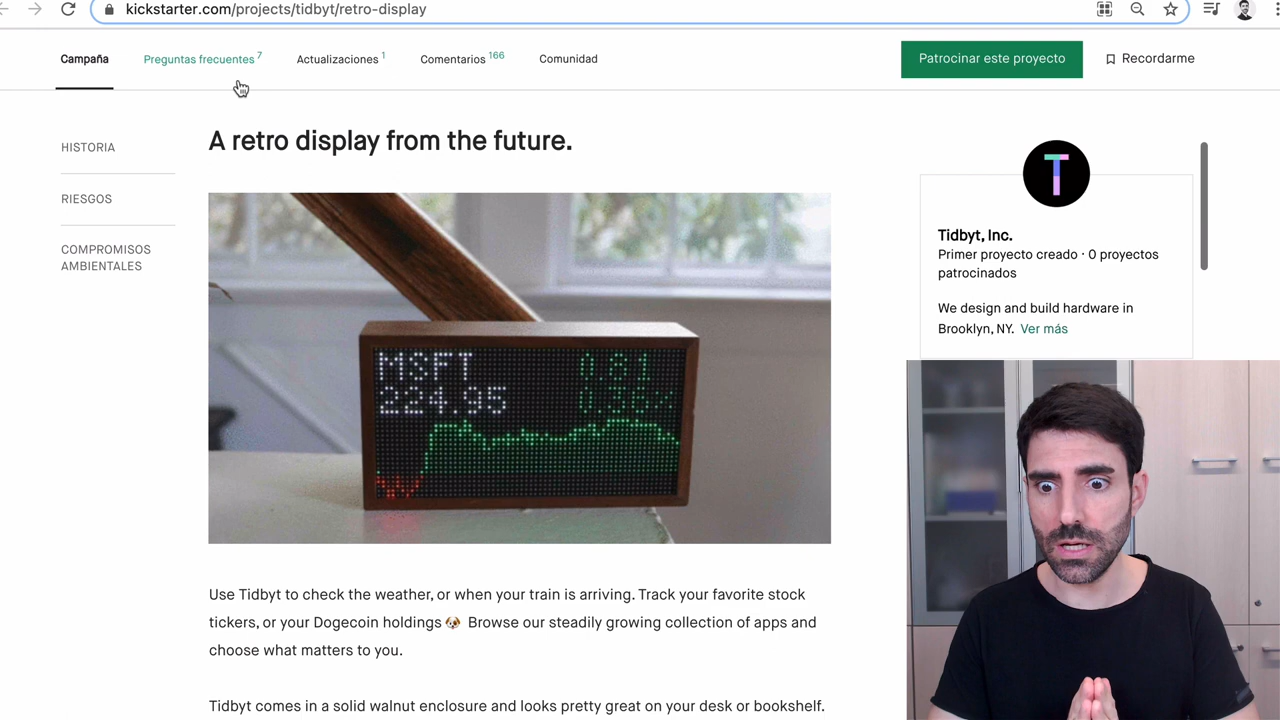 kickstarter.com/projects/tidbyt/retro-display
Campaña
Preguntas frecuentes 7
Actualizaciones 1
Comentarios 166
Comunidad
Patrocinar este proyecto
Recordarme
HISTORIA
RIESGOS
COMPROMISOS
AMBIENTALES
A retro display from the future.
MSFT 0.81
224.95 0.36%
Use Tidbyt to check the weather, or when your train is arriving. Track your favorite stock
tickers, or your Dogecoin holdings 🐶 Browse our steadily growing collection of apps and
choose what matters to you.
Tidbyt comes in a solid walnut enclosure and looks pretty great on your desk or bookshelf.
T
Tidbyt, Inc.
Primer proyecto creado · 0 proyectos
patrocinados
We design and build hardware in
Brooklyn, NY. Ver más